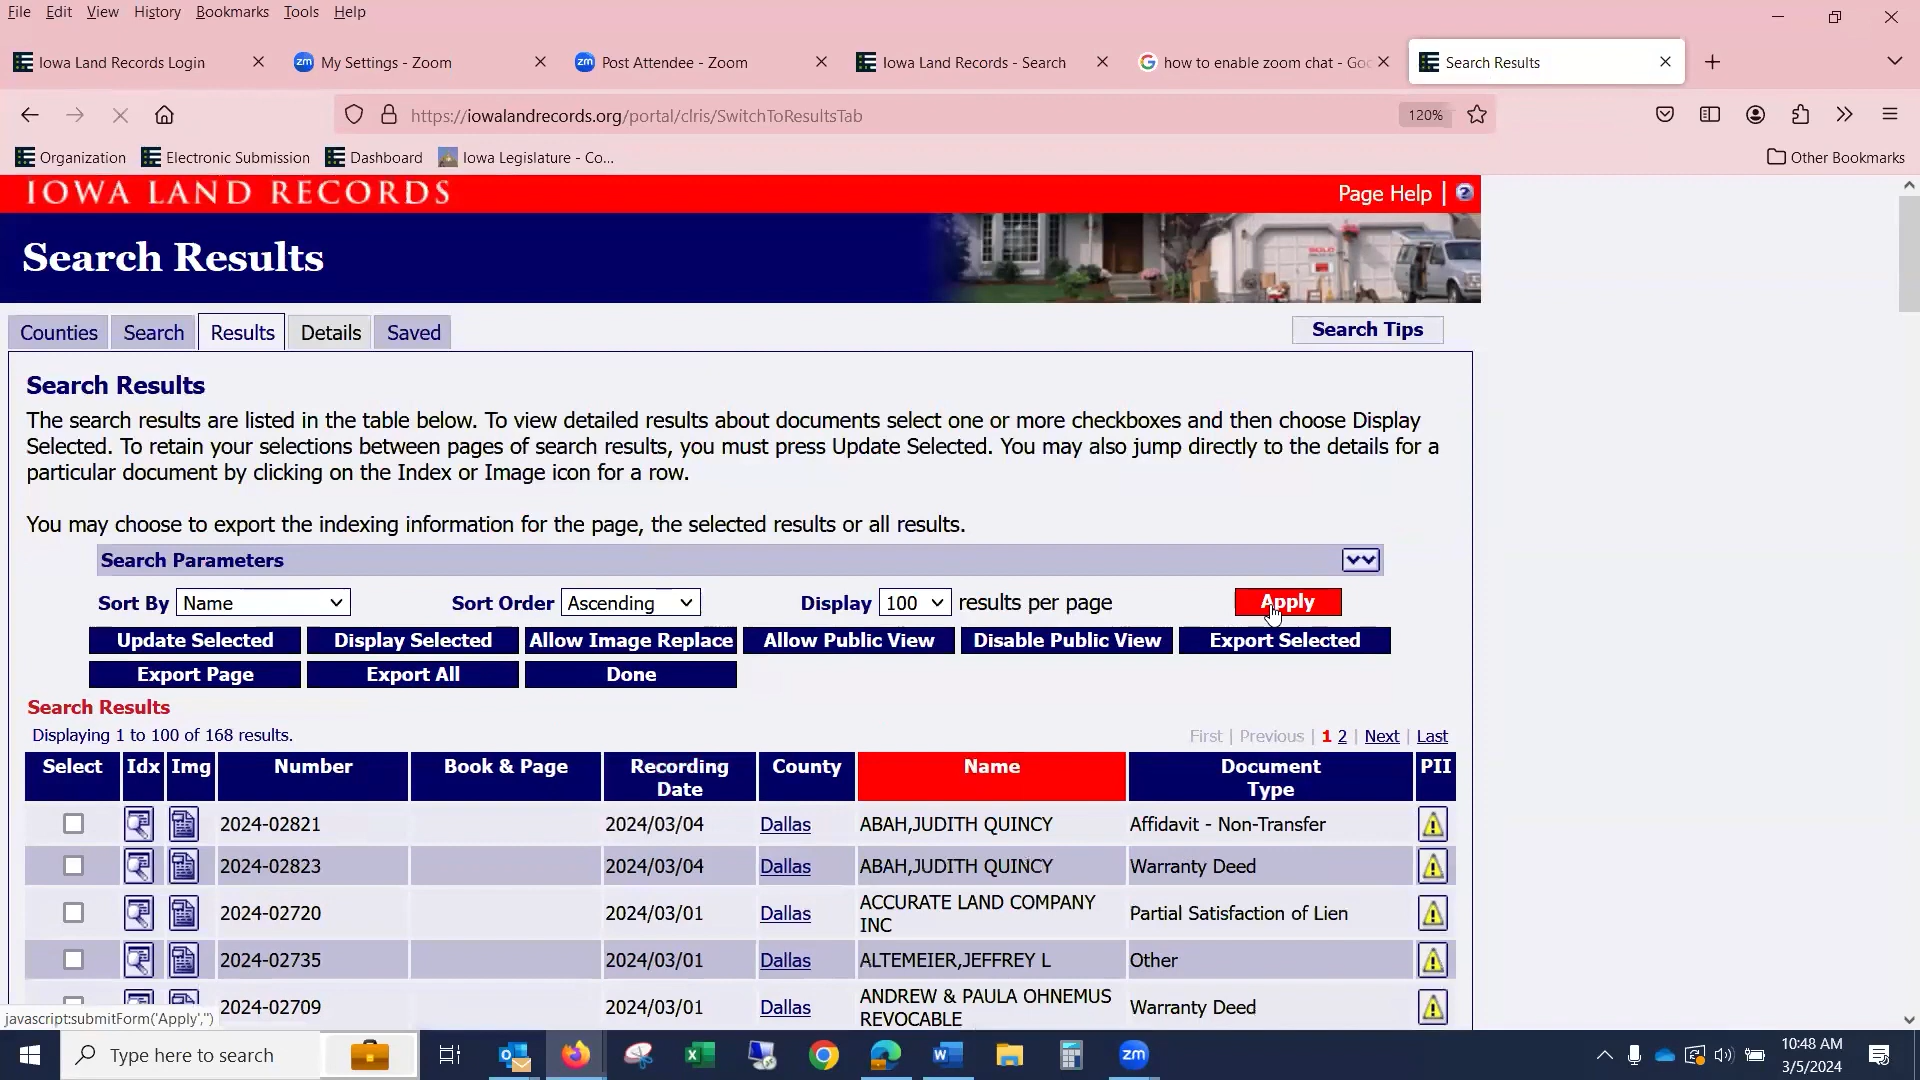 File Edit View History Bookmarks Tools Help
Iowa Land Records Login
My Settings - Zoom
Post Attendee - Zoom
Iowa Land Records - Search
how to enable zoom chat - Goo
Search Results
https://iowalandrecords.org/portal/clris/SwitchToResultsTab
120%
Organization
Electronic Submission
Dashboard
Iowa Legislature - Co...
Other Bookmarks
IOWA LAND RECORDS
Page Help |
Search Results
Counties
Search
Results
Details
Saved
Search Tips
Search Results
The search results are listed in the table below. To view detailed results about documents select one or more checkboxes and then choose Display
Selected. To retain your selections between pages of search results, you must press Update Selected. You may also jump directly to the details for a
particular document by clicking on the Index or Image icon for a row.
You may choose to export the indexing information for the page, the selected results or all results.
Search Parameters
Sort By Name Sort Order Ascending Display 100 results per page Apply
Update Selected Display Selected Allow Image Replace Allow Public View Disable Public View Export Selected
Export Page Export All Done
Search Results
Displaying 1 to 100 of 168 results. First | Previous | 1 2 | Next | Last
Select Idx Img Number Book & Page Recording Date County Name Document Type PII
2024-02821 2024/03/04 Dallas ABAH,JUDITH QUINCY Affidavit - Non-Transfer
2024-02823 2024/03/04 Dallas ABAH,JUDITH QUINCY Warranty Deed
2024-02720 2024/03/01 Dallas ACCURATE LAND COMPANY INC Partial Satisfaction of Lien
2024-02735 2024/03/01 Dallas ALTEMEIER,JEFFREY L Other
2024-02709 2024/03/01 Dallas ANDREW & PAULA OHNEMUS REVOCABLE Warranty Deed
javascript:submitForm('Apply','')
Type here to search
zm
10:48 AM
3/5/2024